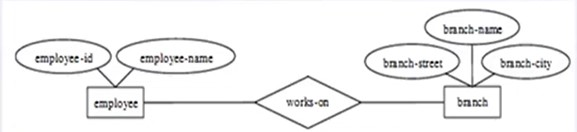 branch-name
employee-id
employee-name
branch-street
branch-city
employee
works-on
branch